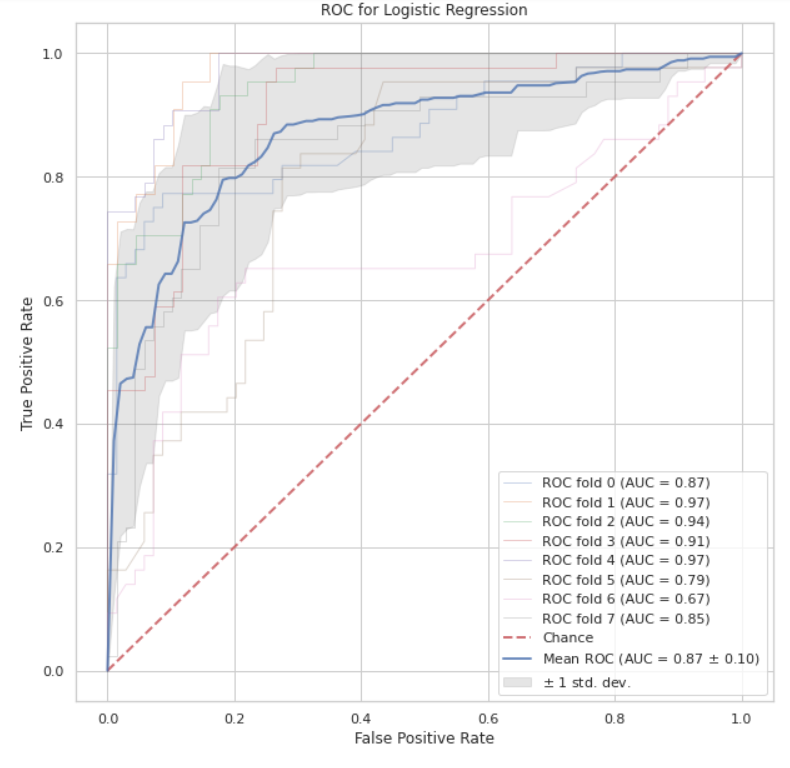 ROC for Logistic Regression
1.0
0.8
0.6
0.4
0.2
0.0
True Positive Rate
ROC fold 0 (AUC = 0.87)
ROC fold 1 (AUC = 0.97)
ROC fold 2 (AUC = 0.94)
ROC fold 3 (AUC = 0.91)
ROC fold 4 (AUC = 0.97)
ROC fold 5 (AUC = 0.79)
ROC fold 6 (AUC = 0.67)
ROC fold 7 (AUC = 0.85)
Chance
Mean ROC (AUC = 0.87 ± 0.10)
± 1 std. dev.
0.0 0.2 0.4 0.6 0.8 1.0
False Positive Rate